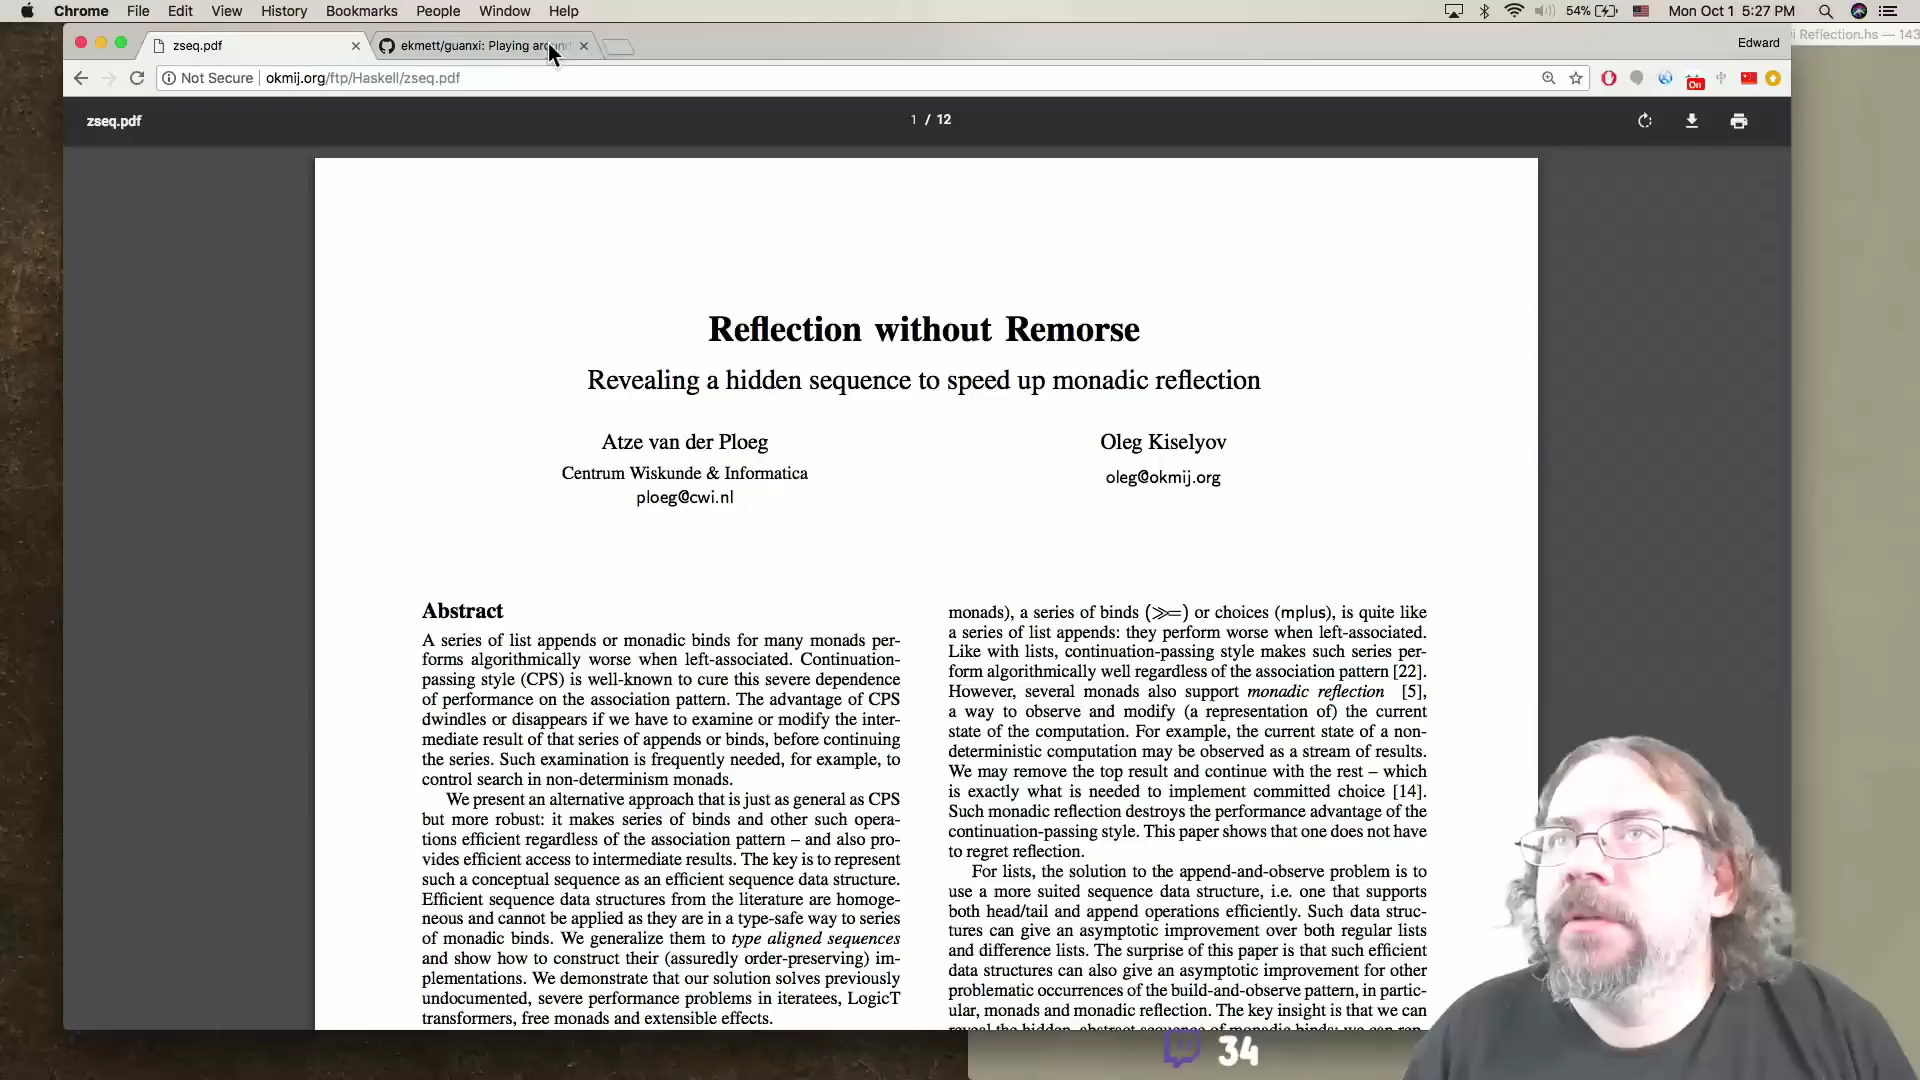 Chrome File Edit View History Bookmarks People Window Help
54% Mon Oct 1 5:27 PM
zseq.pdf
ekmett/guanxi: Playing around
Edward
Reflection.hs — 143
Not Secure okmij.org/ftp/Haskell/zseq.pdf
On
zseq.pdf
1 / 12
Reflection without Remorse
Revealing a hidden sequence to speed up monadic reflection
Atze van der Ploeg
Centrum Wiskunde & Informatica
ploeg@cwi.nl
Oleg Kiselyov
oleg@okmij.org
Abstract
A series of list appends or monadic binds for many monads per-
forms algorithmically worse when left-associated. Continuation-
passing style (CPS) is well-known to cure this severe dependence
of performance on the association pattern. The advantage of CPS
dwindles or disappears if we have to examine or modify the inter-
mediate result of that series of appends or binds, before continuing
the series. Such examination is frequently needed, for example, to
control search in non-determinism monads.
We present an alternative approach that is just as general as CPS
but more robust: it makes series of binds and other such opera-
tions efficient regardless of the association pattern – and also pro-
vides efficient access to intermediate results. The key is to represent
such a conceptual sequence as an efficient sequence data structure.
Efficient sequence data structures from the literature are homoge-
neous and cannot be applied as they are in a type-safe way to series
of monadic binds. We generalize them to type aligned sequences
and show how to construct their (assuredly order-preserving) im-
plementations. We demonstrate that our solution solves previously
undocumented, severe performance problems in iteratees, LogicT
transformers, free monads and extensible effects.
monads), a series of binds (>>=) or choices (mplus), is quite like
a series of list appends: they perform worse when left-associated.
Like with lists, continuation-passing style makes such series per-
form algorithmically well regardless of the association pattern [22].
However, several monads also support monadic reflection [5],
a way to observe and modify (a representation of) the current
state of the computation. For example, the current state of a non-
deterministic computation may be observed as a stream of results.
We may remove the top result and continue with the rest – which
is exactly what is needed to implement committed choice [14].
Such monadic reflection destroys the performance advantage of the
continuation-passing style. This paper shows that one does not have
to regret reflection.
For lists, the solution to the append-and-observe problem is to
use a more suited sequence data structure, i.e. one that supports
both head/tail and append operations efficiently. Such data struc-
tures can give an asymptotic improvement over both regular lists
and difference lists. The surprise of this paper is that such efficient
data structures can also give an asymptotic improvement for other
problematic occurrences of the build-and-observe pattern, in partic-
ular, monads and monadic reflection. The key insight is that we can
reveal the hidden, abstract sequence of monadic binds: we can rep-
34